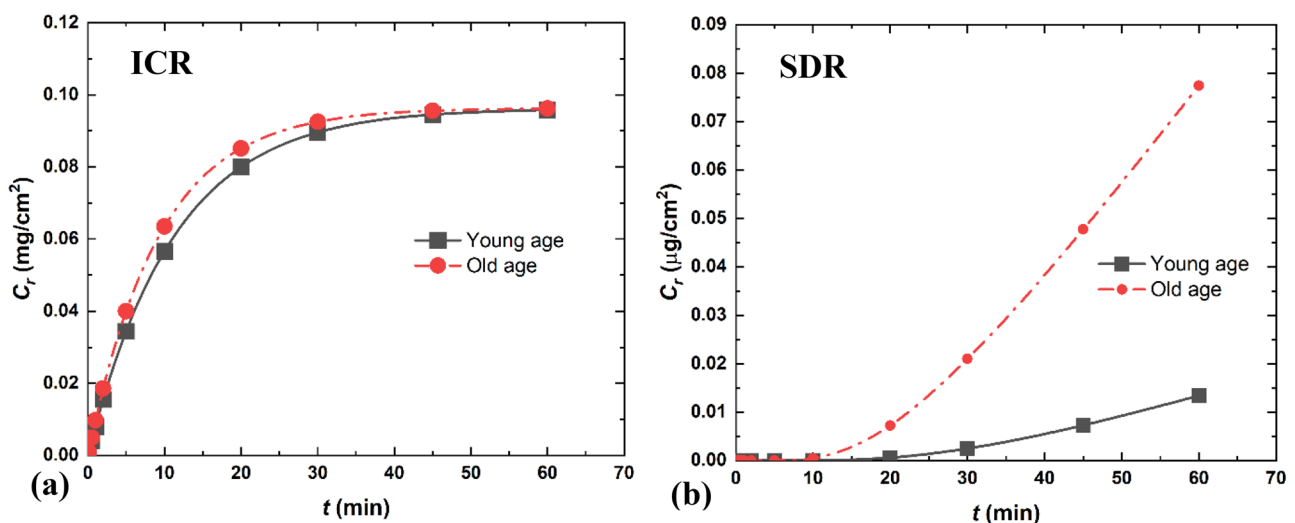 ICR
C_r (mg/cm²)
0.12
0.10
0.08
0.06
0.04
0.02
0.00
Young age
Old age
0 10 20 30 40 50 60 70
t (min)
(a)
SDR
C_r (µg/cm²)
0.09
0.08
0.07
0.06
0.05
0.04
0.03
0.02
0.01
0.00
Young age
Old age
0 10 20 30 40 50 60 70
t (min)
(b)